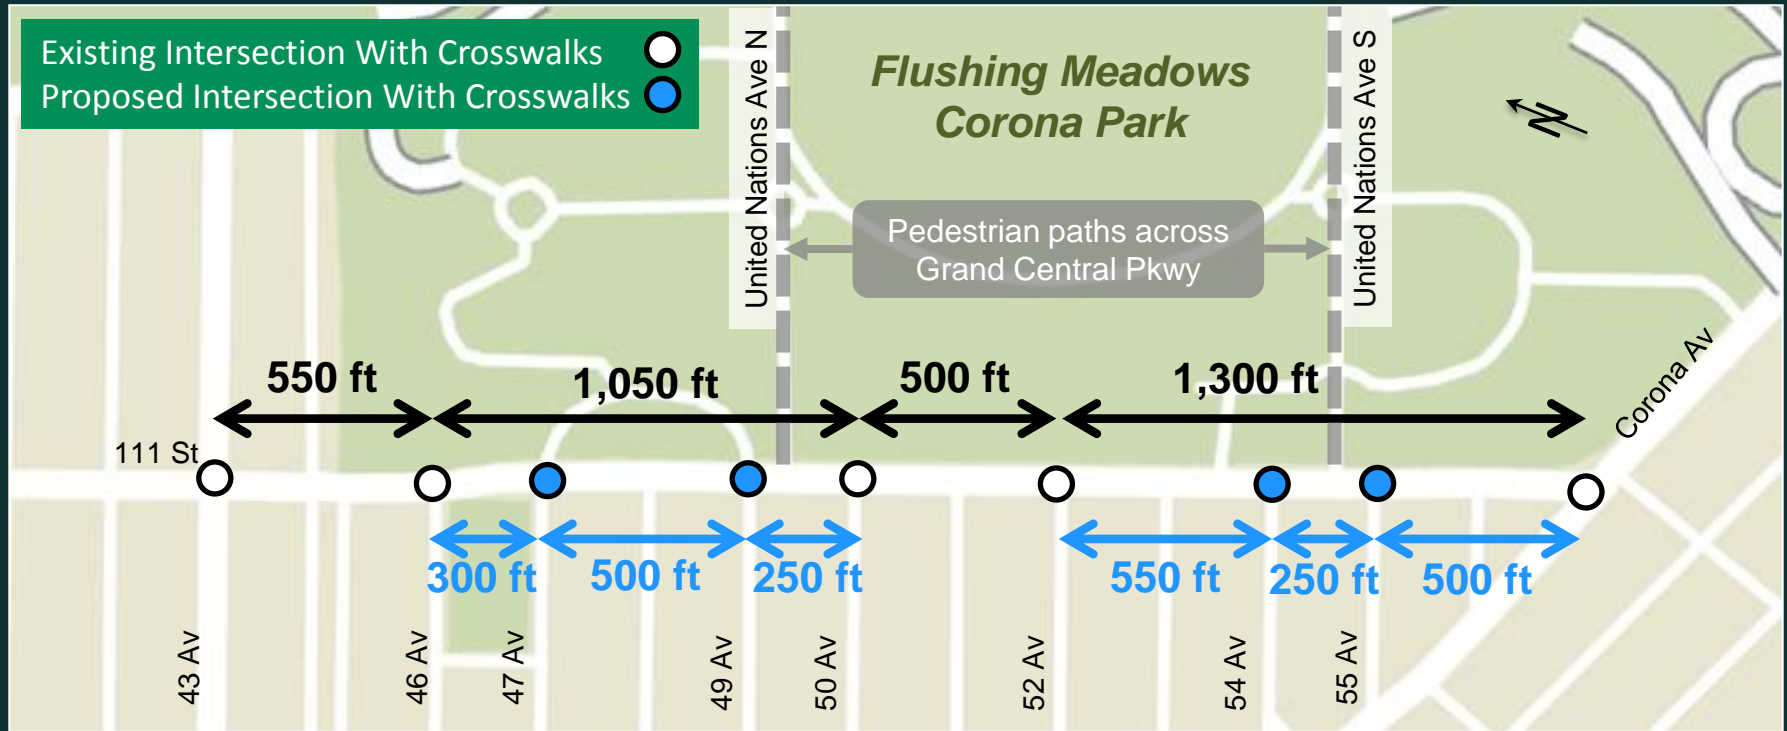 Existing Intersection With Crosswalks
Proposed Intersection With Crosswalks
United Nations Ave N
Flushing Meadows
Corona Park
United Nations Ave S
N
Pedestrian paths across
Grand Central Pkwy
550 ft
1,050 ft
500 ft
1,300 ft
Corona Av
111 St
300 ft
500 ft
250 ft
550 ft
250 ft
500 ft
43 Av
46 Av
47 Av
49 Av
50 Av
52 Av
54 Av
55 Av